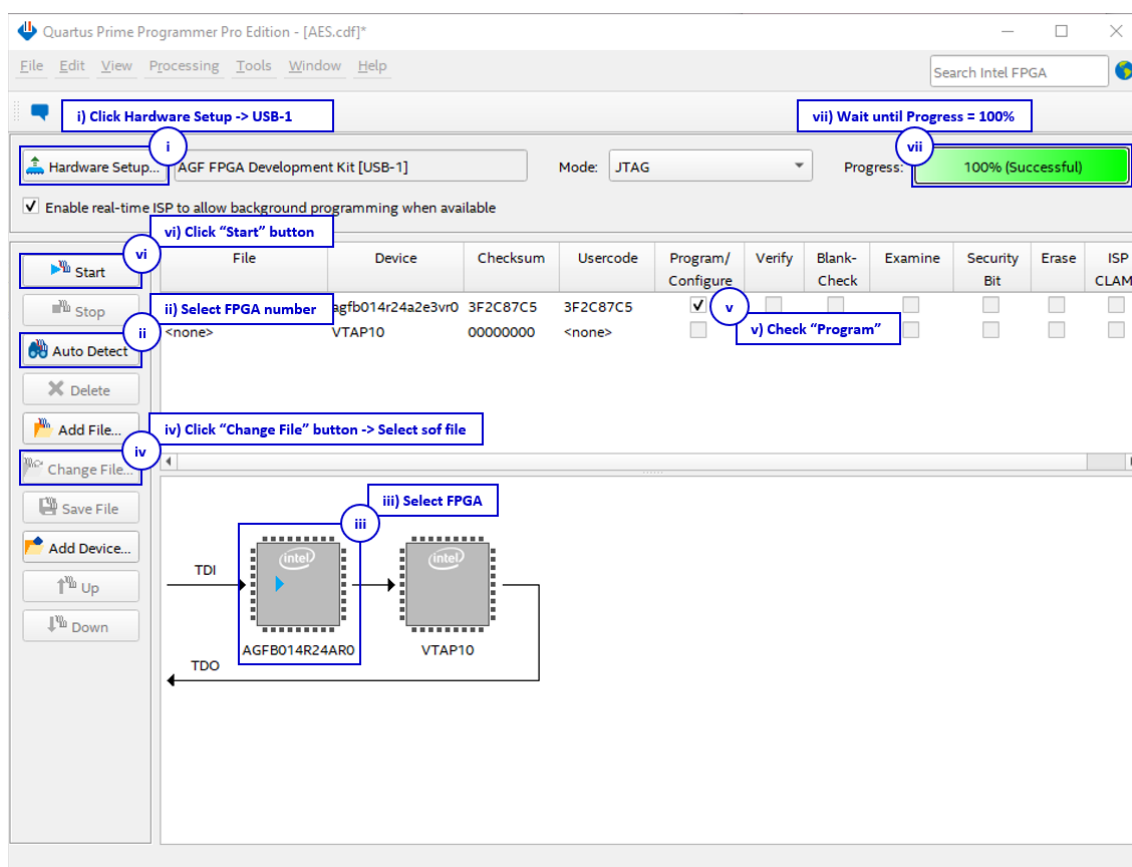 Quartus Prime Programmer Pro Edition - [AES.cdf]*
File Edit View Processing Tools Window Help
Search Intel FPGA
i) Click Hardware Setup -> USB-1
vii) Wait until Progress = 100%
i
vii
Hardware Setup...
AGF FPGA Development Kit [USB-1]
Mode: JTAG
Progress: 100% (Successful)
Enable real-time ISP to allow background programming when available
vi) Click “Start” button
vi
Start
File Device Checksum Usercode Program/ Configure Verify Blank- Check Examine Security Bit Erase ISP CLAM
Stop
ii) Select FPGA number
agfb014r24a2e3vr0 3F2C87C5 3F2C87C5
v
ii
<none> VTAP10 00000000 <none>
v) Check “Program”
Auto Detect
Delete
Add File...
iv) Click “Change File” button -> Select sof file
iv
Change File...
Save File
iii) Select FPGA
iii
Add Device...
intel
intel
TDI
Up
Down
AGFB014R24AR0 VTAP10
TDO